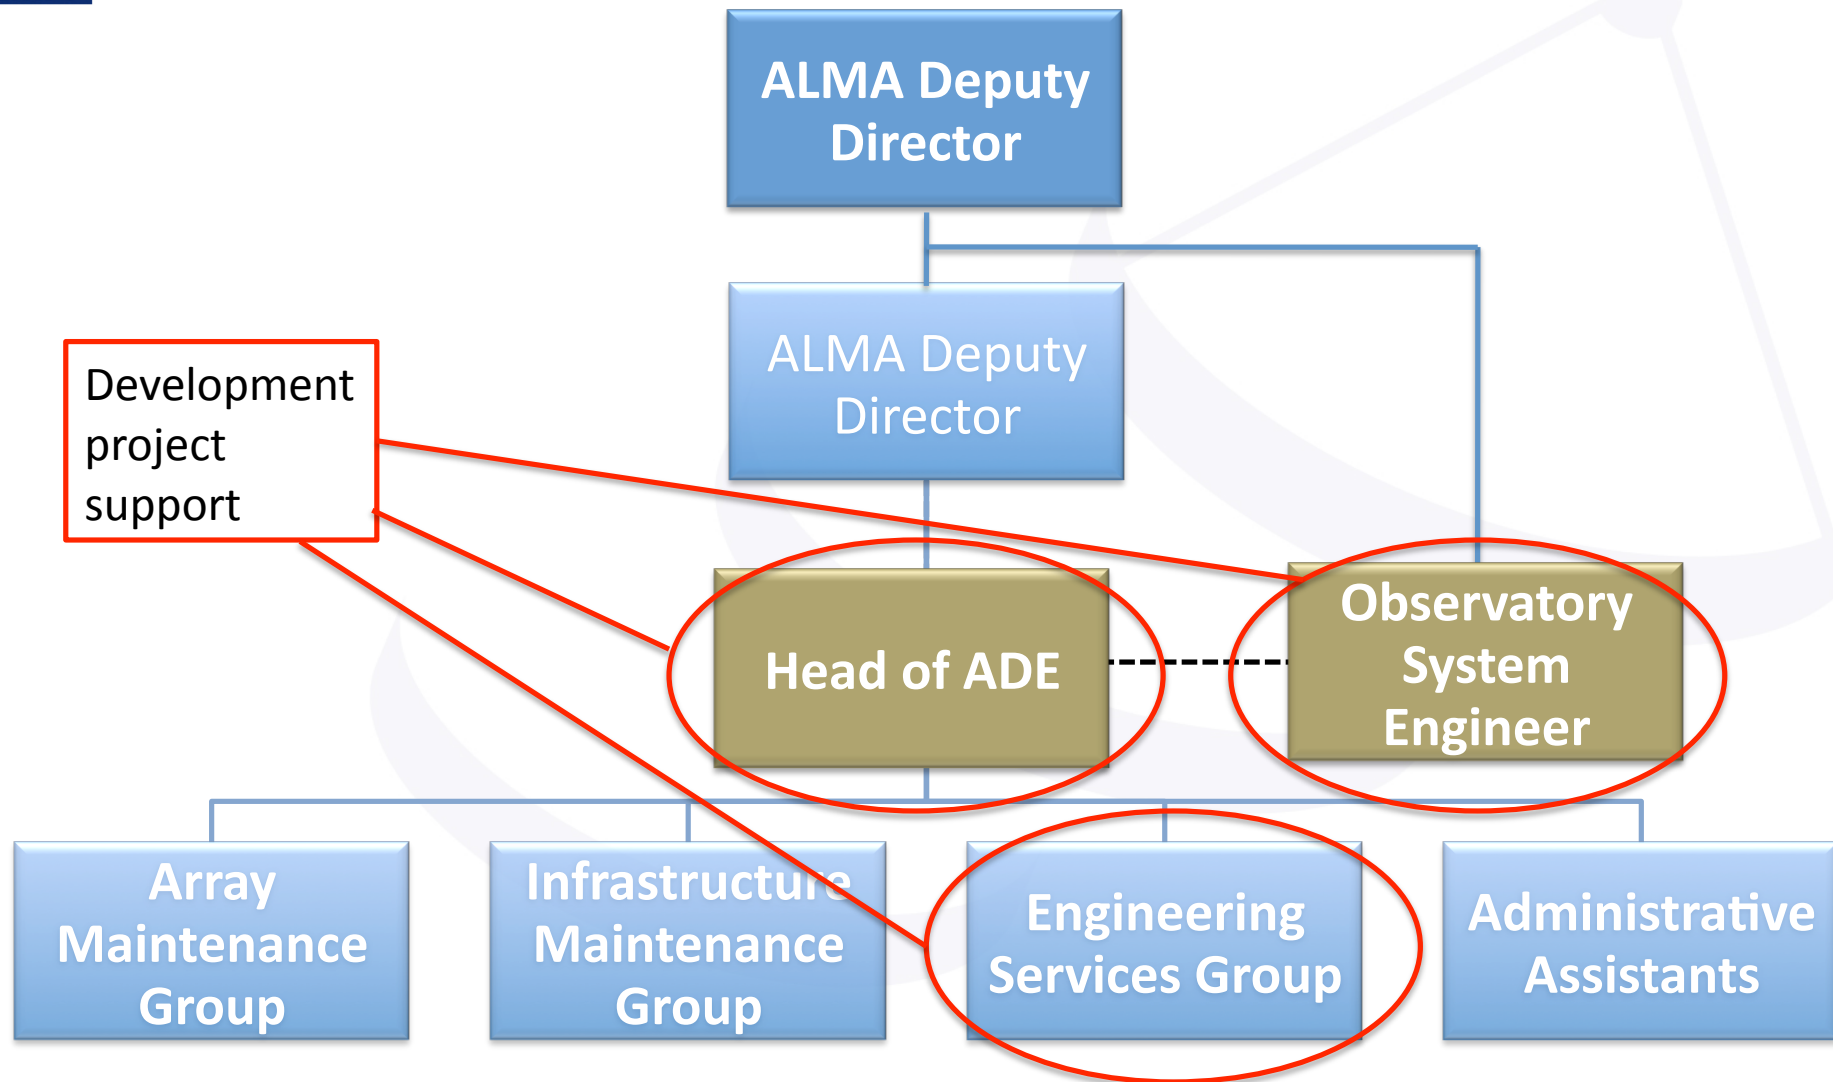 ALMA Deputy
Director
ALMA Deputy
Director
Development
project
support
Head of ADE
Observatory
System
Engineer
Array
Maintenance
Group
Infrastructure
Maintenance
Group
Engineering
Services Group
Administrative
Assistants